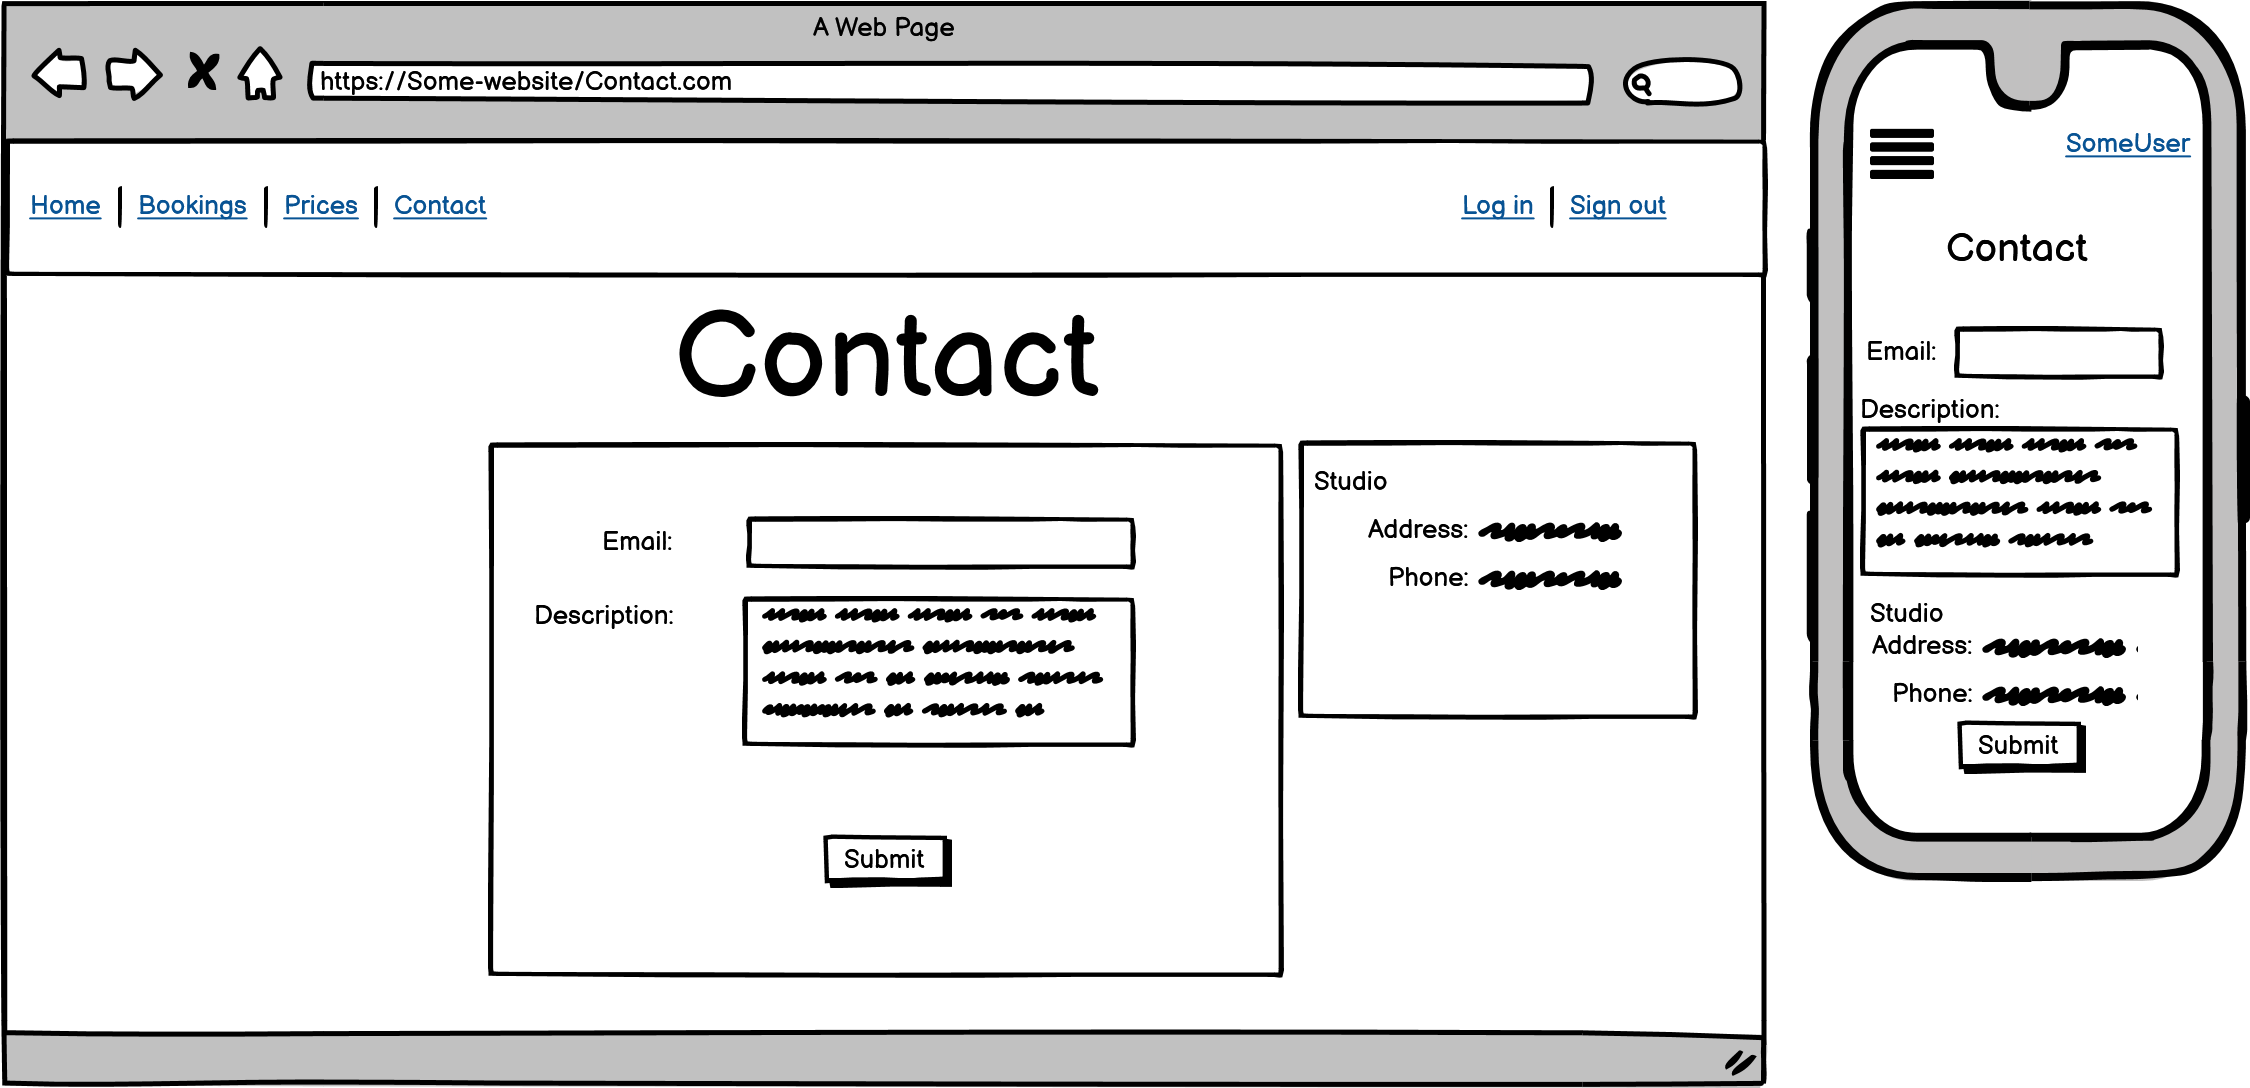 A Web Page
https://Some-website/Contact.com
Home Bookings Prices Contact Log in Sign out
Contact
Email:
Description:
Submit
Studio
Address:
Phone:
SomeUser
Contact
Email:
Description:
Studio
Address:
Phone:
Submit